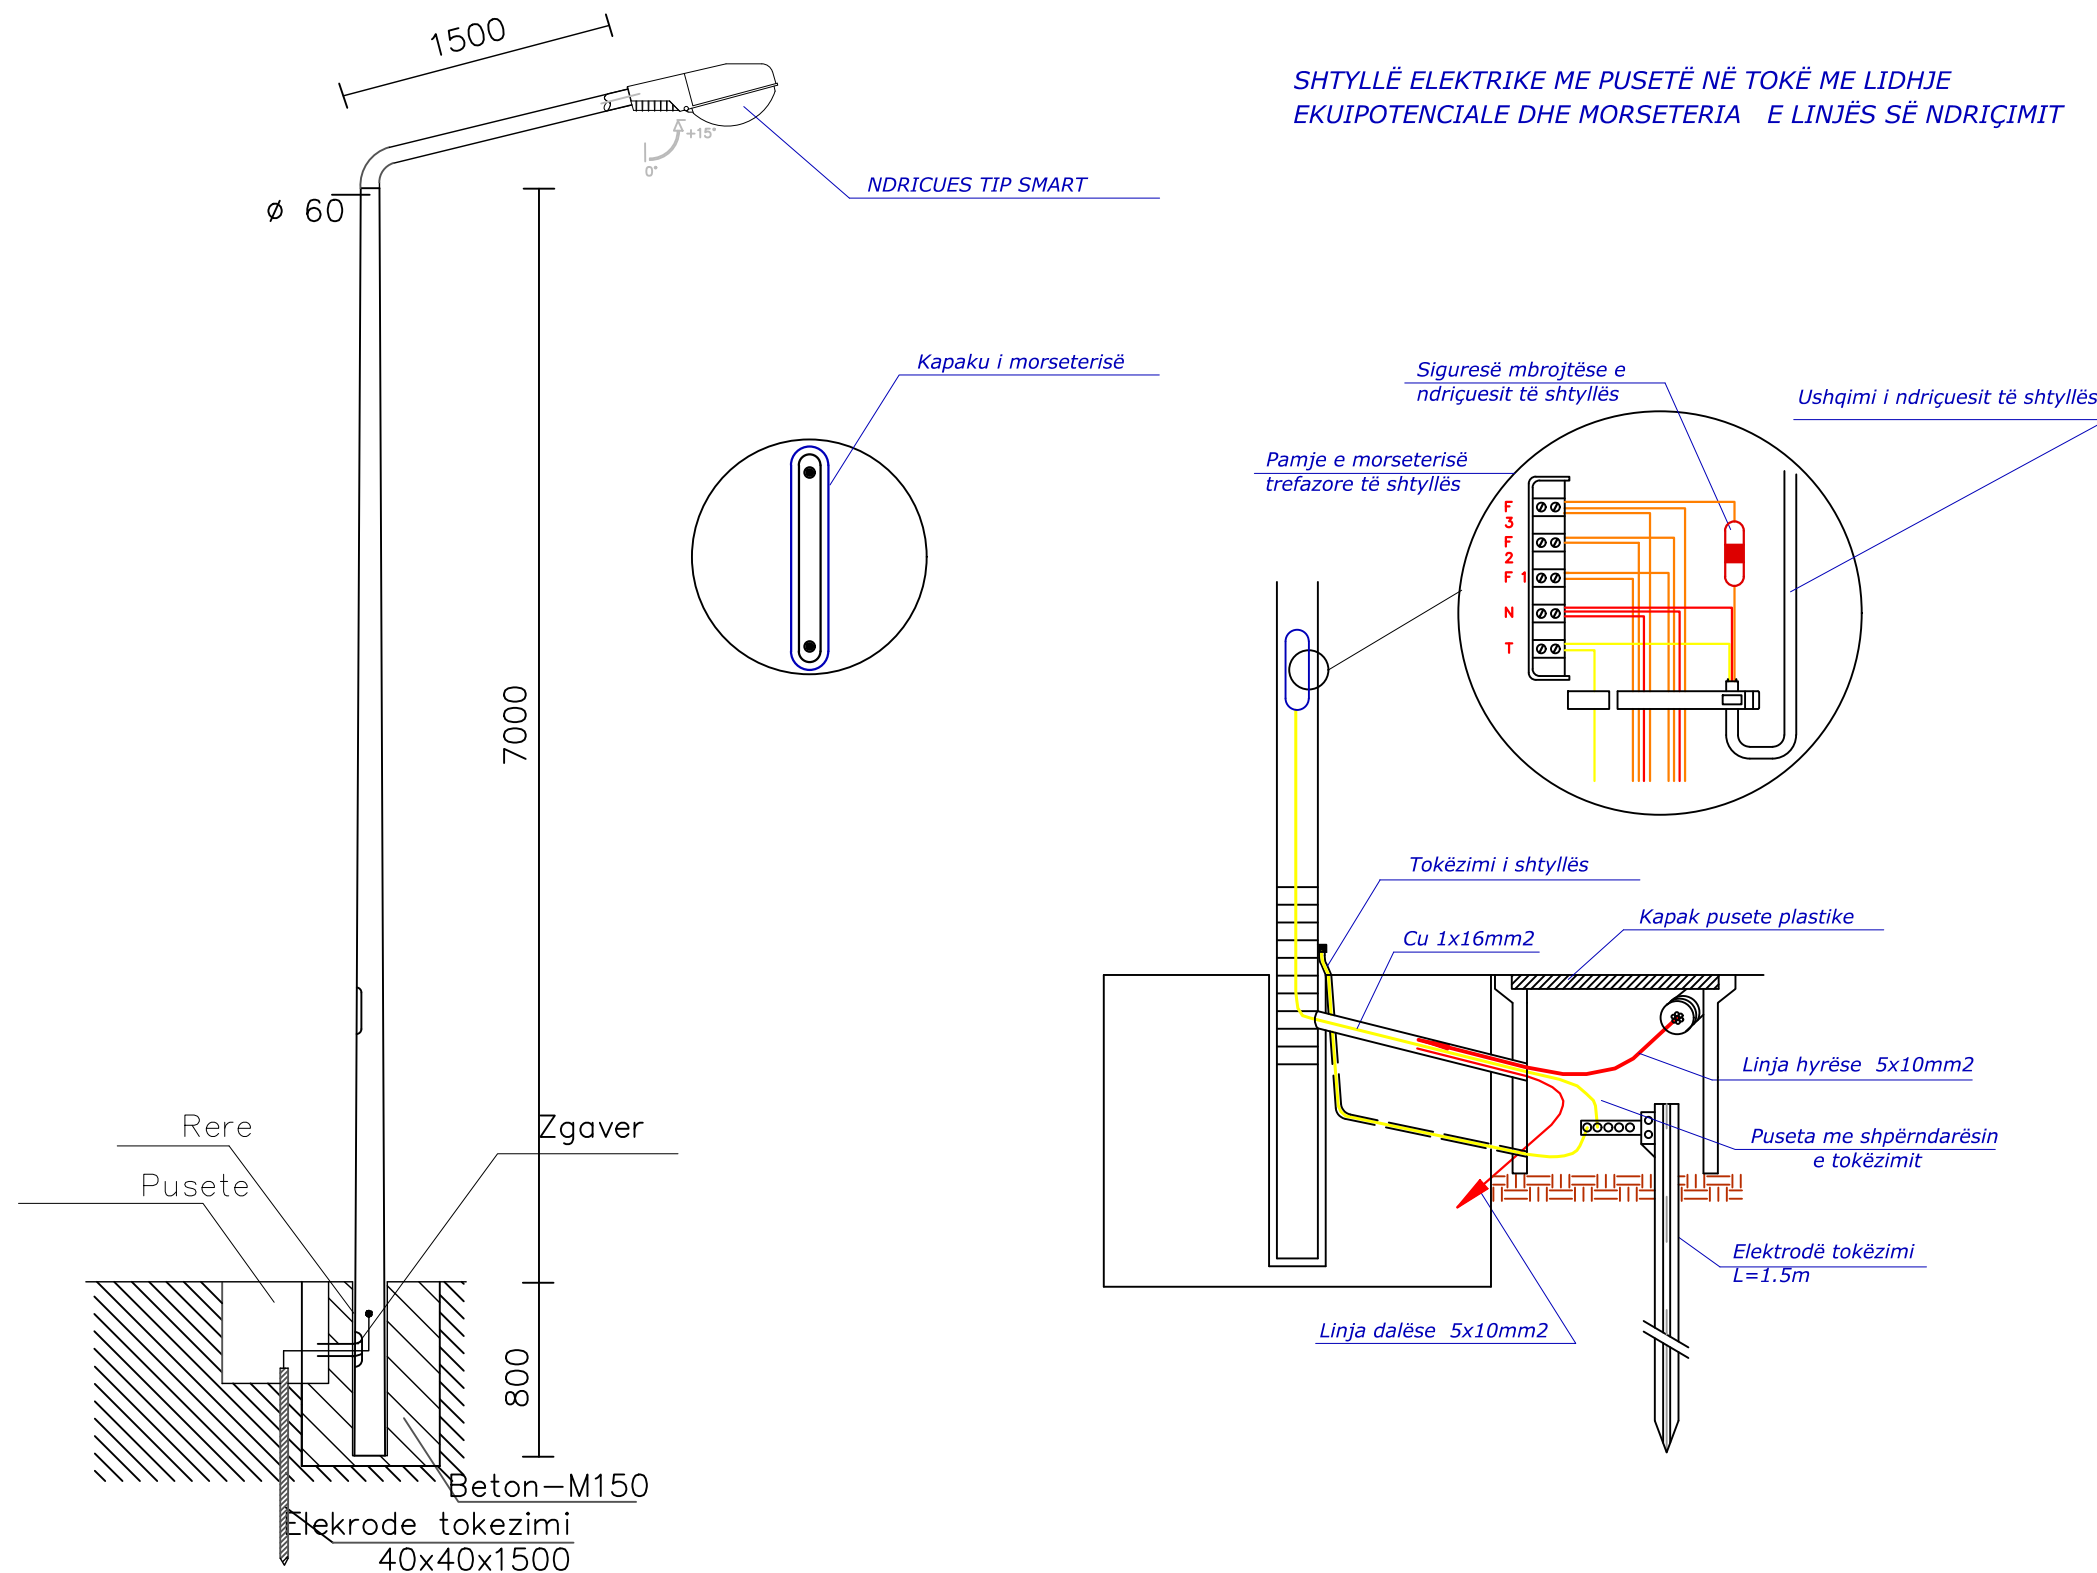 1500
SHTYLLË ELEKTRIKE ME PUSETË NË TOKË ME LIDHJE
EKUIPOTENCIALE DHE MORSETERIA E LINJËS SË NDRIÇIMIT
+15°
0°
NDRICUES TIP SMART
ø 60
Kapaku i morseterisë
Siguresë mbrojtëse e
ndriçuesit të shtyllës
Ushqimi i ndriçuesit të shtyllës
Pamje e morseterisë
trefazore të shtyllës
F
3
F
2
F 1
N
T
7000
Tokëzimi i shtyllës
Kapak pusete plastike
Cu 1x16mm2
Linja hyrëse 5x10mm2
Rere
Zgaver
Puseta me shpërndarësin
e tokëzimit
Pusete
Elektrodë tokëzimi
L=1.5m
Linja dalëse 5x10mm2
800
Beton-M150
Elekrode tokezimi
40x40x1500